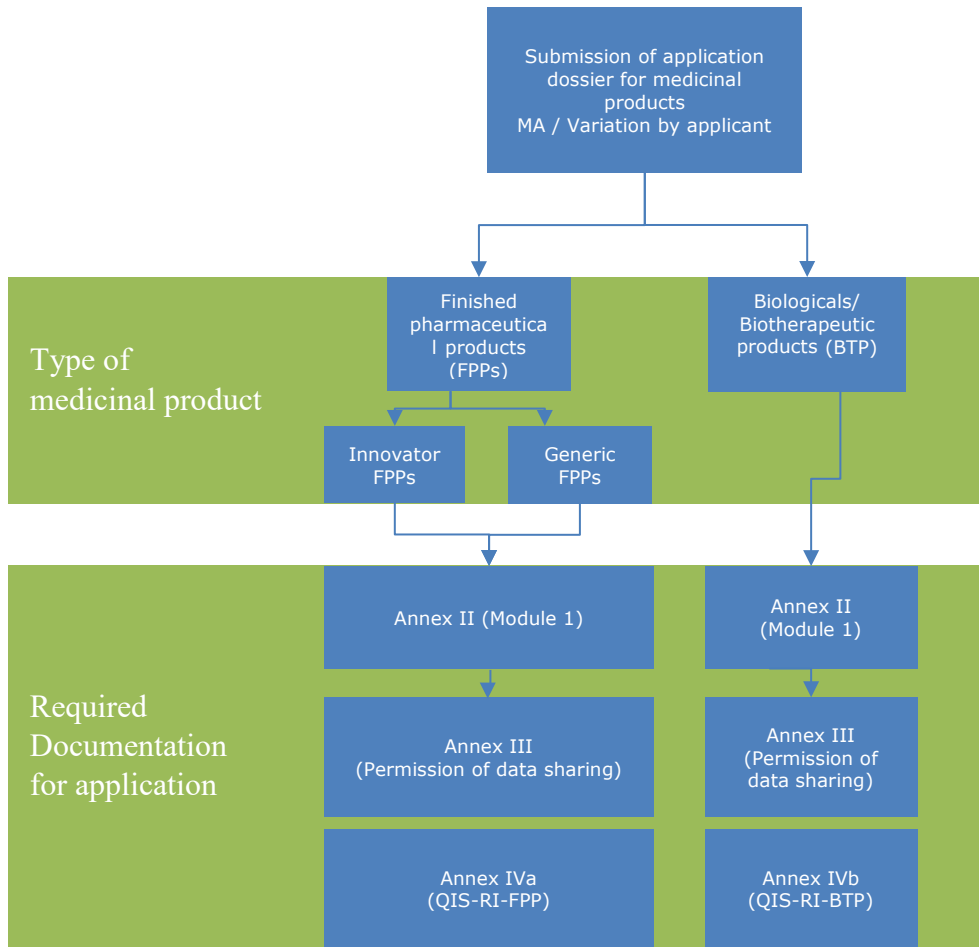 Submission of application
dossier for medicinal
products
MA / Variation by applicant
Type of
medicinal product
Finished
pharmaceutica
l products
(FPPs)
Biologicals/
Biotherapeutic
products (BTP)
Innovator
FPPs
Generic
FPPs
Required
Documentation
for application
Annex II (Module 1)
Annex II
(Module 1)
Annex III
(Permission of data sharing)
Annex III
(Permission of
data sharing)
Annex IVa
(QIS-RI-FPP)
Annex IVb
(QIS-RI-BTP)